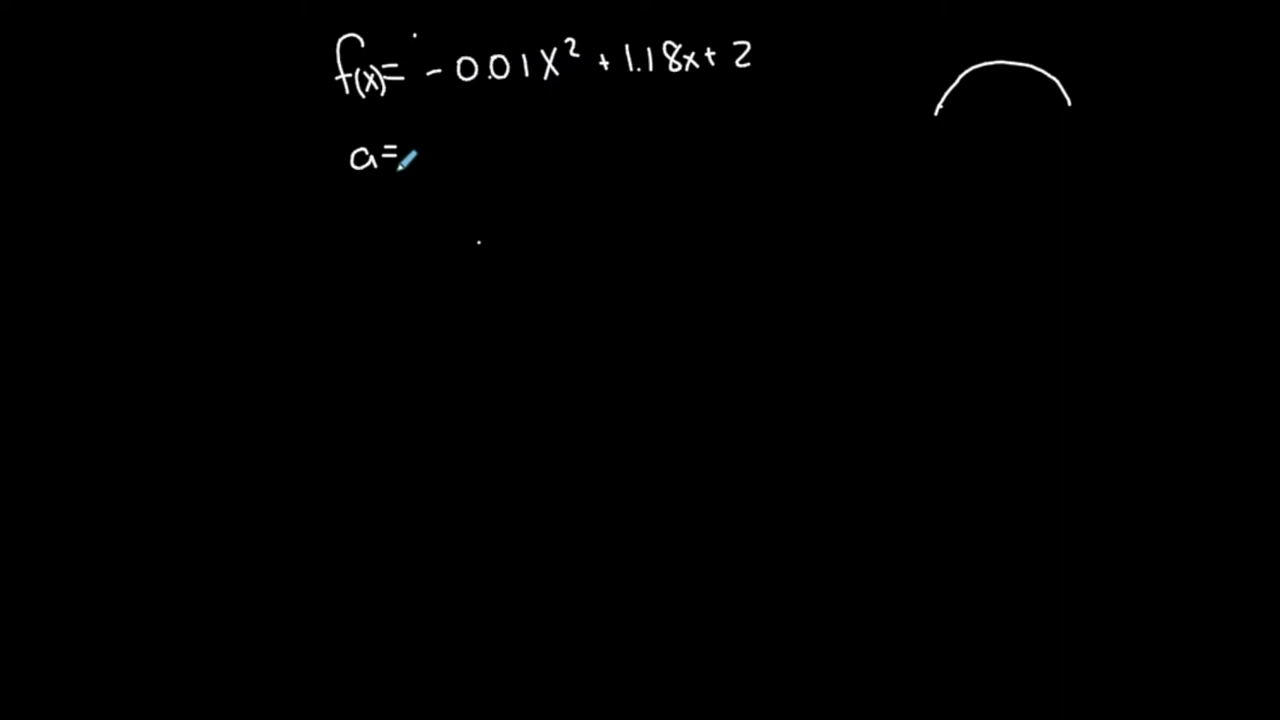 f(x)= -0.01x² + 1.18x + 2
a=